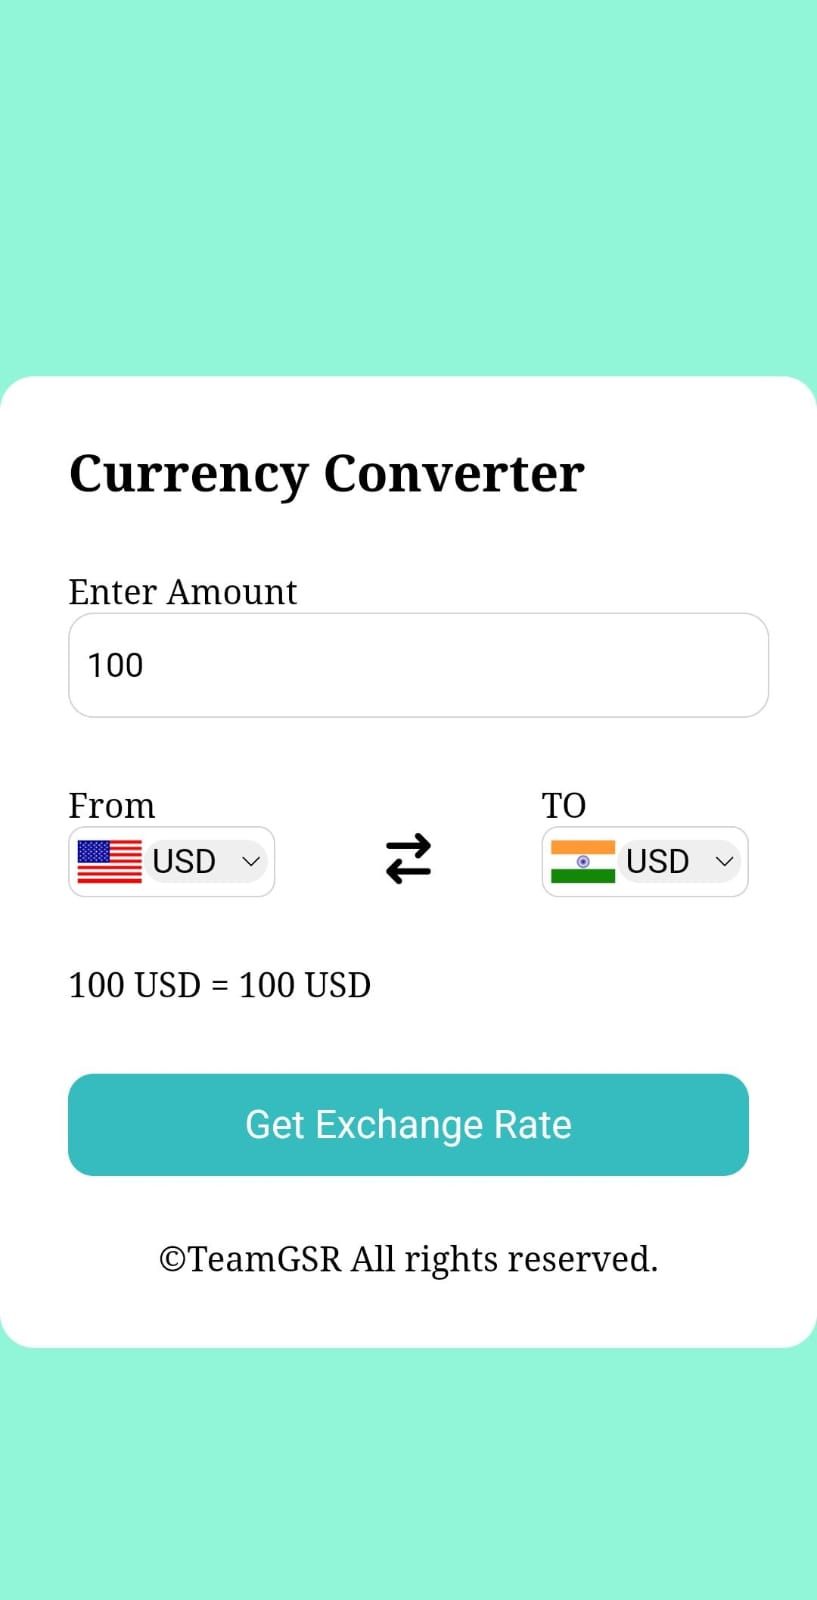 Currency Converter
Enter Amount
100
From
TO
USD
USD
100 USD = 100 USD
Get Exchange Rate
©TeamGSR All rights reserved.